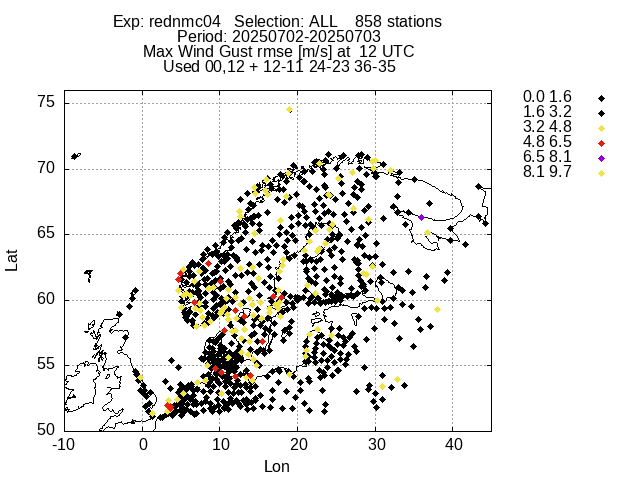 Exp: rednmc04 Selection: ALL 858 stations
Period: 20250702-20250703
Max Wind Gust rmse [m/s] at 12 UTC
Used 00,12 + 12-11 24-23 36-35
0.0 1.6
1.6 3.2
3.2 4.8
4.8 6.5
6.5 8.1
8.1 9.7
75
70
65
60
55
50
Lat
-10 0 10 20 30 40
Lon